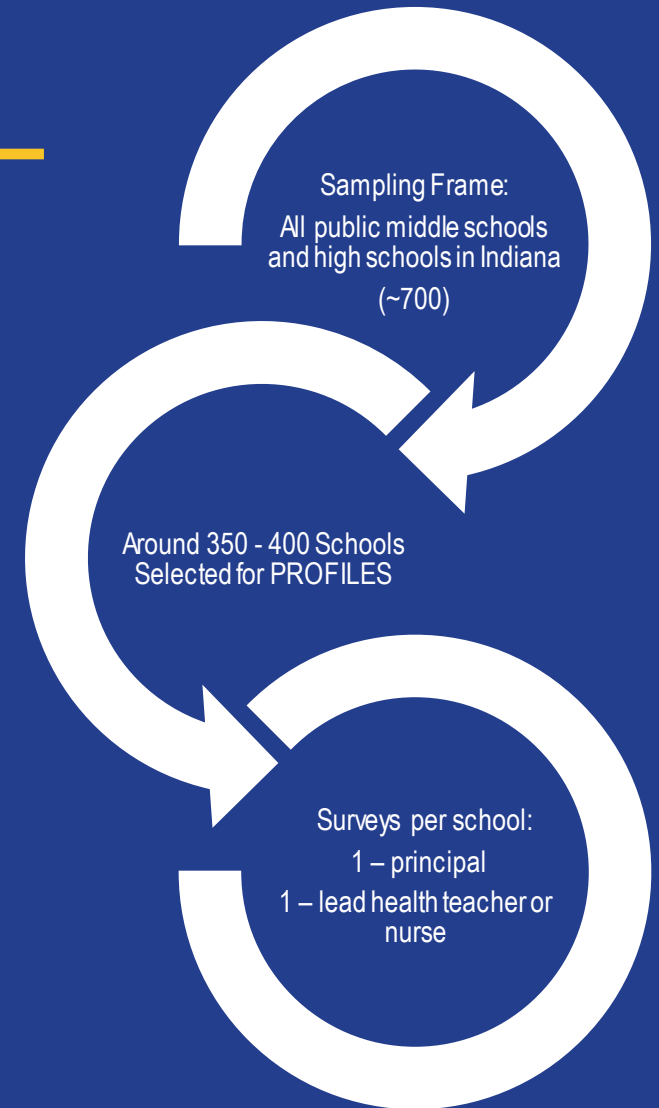 Sampling Frame:
All public middle schools
and high schools in Indiana
(~700)
Around 350 - 400 Schools
Selected for PROFILES
Surveys per school:
1 – principal
1 – lead health teacher or
nurse